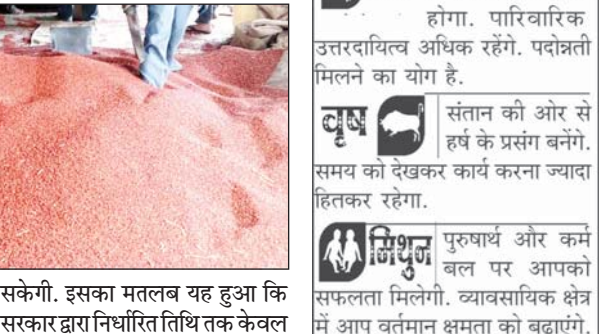 सकेगी. इसका मतलब यह हुआ कि
सरकार द्वारा निर्धारित तिथि तक केवल
होगा. पारिवारिक
उत्तरदायित्व अधिक रहेंगे. पदोन्नती
मिलने का योग है.
वृष
संतान की ओर से
हर्ष के प्रसंग बनेंगे.
समय को देखकर कार्य करना ज्यादा
हितकर रहेगा.
मिथुन
पुरुषार्थ और कर्म
बल पर आपको
सफलता मिलेगी. व्यावसायिक क्षेत्र
में आप वर्तमान क्षमता को बढ़ाएंगे.